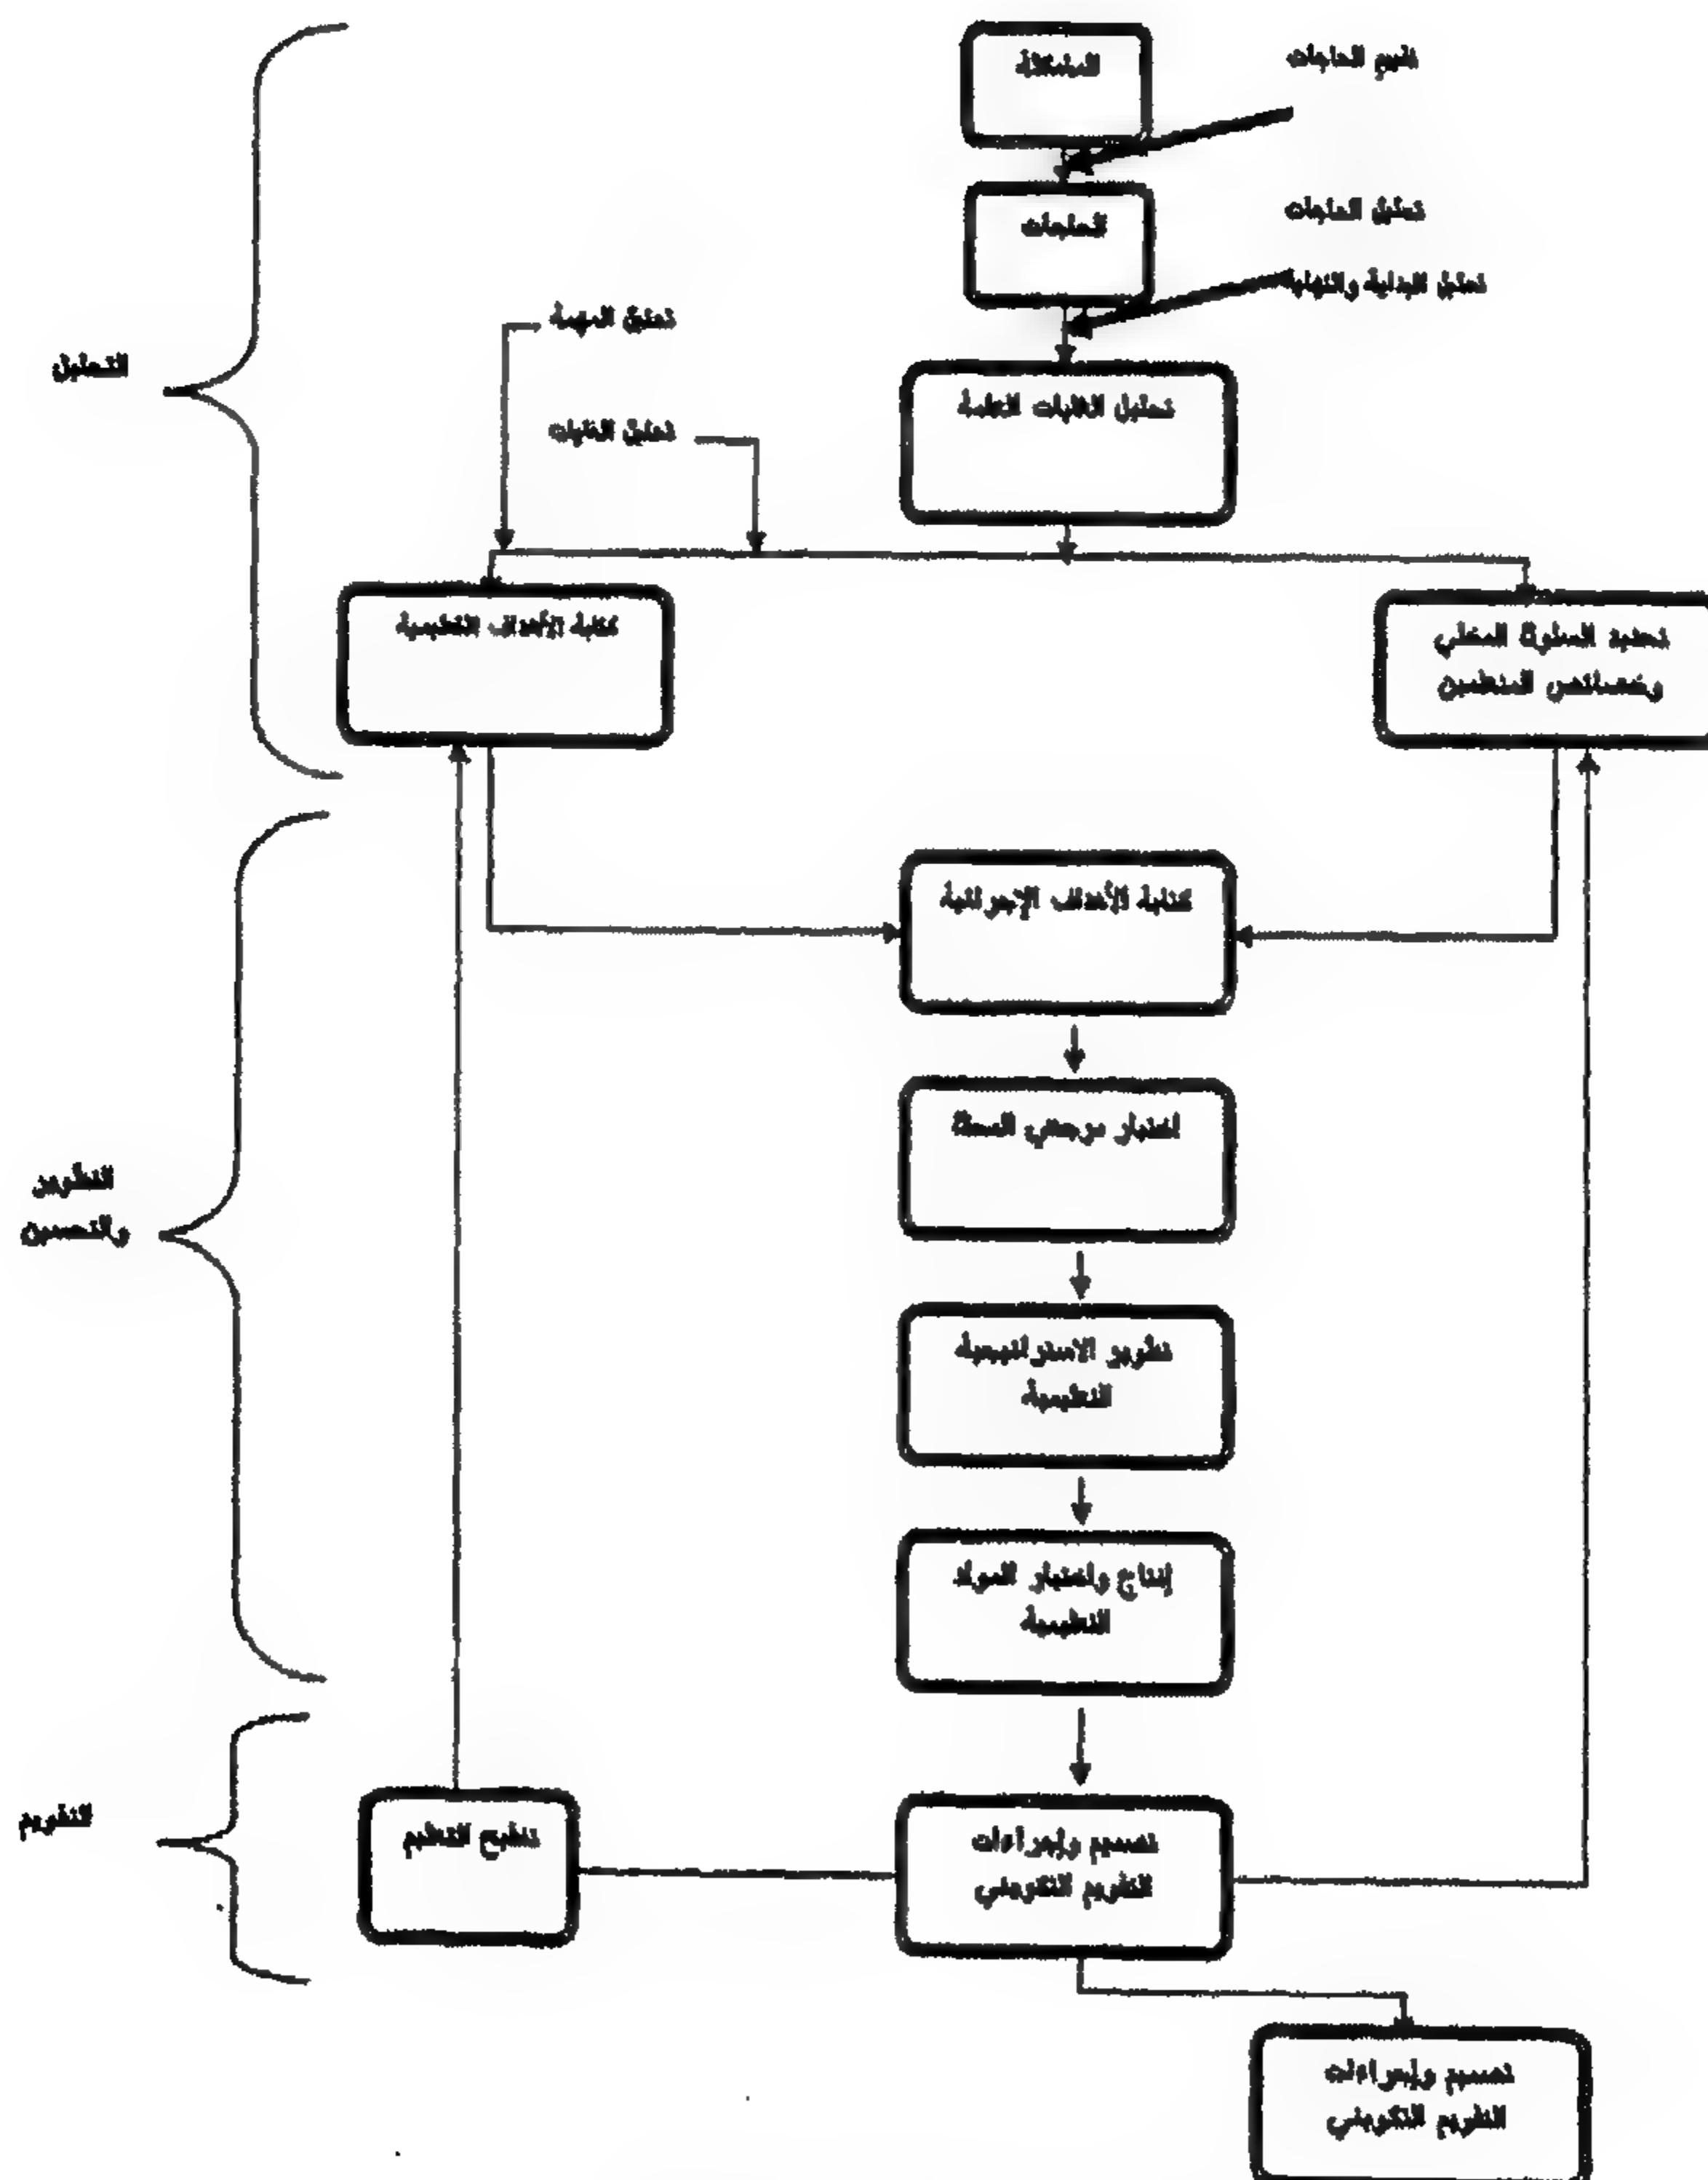 المشكلة
تقييم الحاجات
الحاجات
تحليل الحاجات
تحليل البداية والنهاية
تحليل المهمة
تحليل الغايات
تحليل الغايات العامة
التحليل
كتابة الأهداف التعليمية
تحديد السلوك المدخلي
وخصائص المتعلمين
كتابة الأهداف الإجرائية
اختبار مرجعي المحك
التطوير
والتحسين
تطوير الاستراتيجية
التعليمية
إنتاج واختبار المواد
التعليمية
التقويم
تنقيح التعليم
تصميم وإجراءات
التقويم التكويني
تصميم وإجراءات
التقويم التكويني